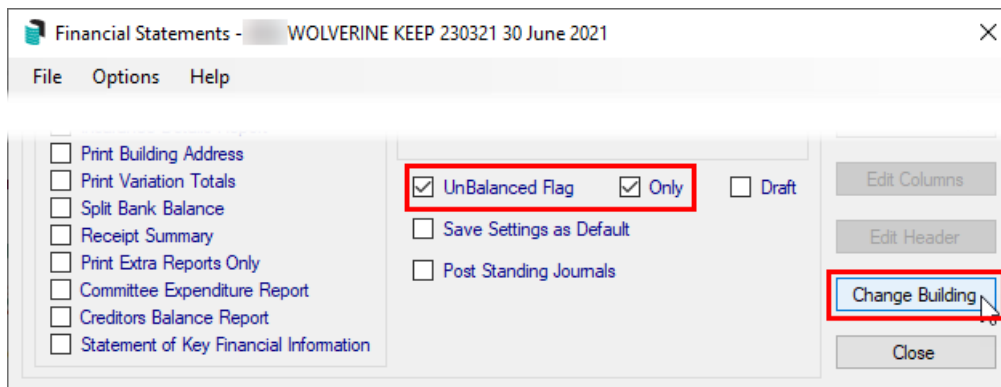 Financial Statements - WOLVERINE KEEP 230321 30 June 2021
File Options Help
Print Building Address
Print Variation Totals
Split Bank Balance
Receipt Summary
Print Extra Reports Only
Committee Expenditure Report
Creditors Balance Report
Statement of Key Financial Information
UnBalanced Flag Only Draft
Save Settings as Default
Post Standing Journals
Edit Columns
Edit Header
Change Building
Close